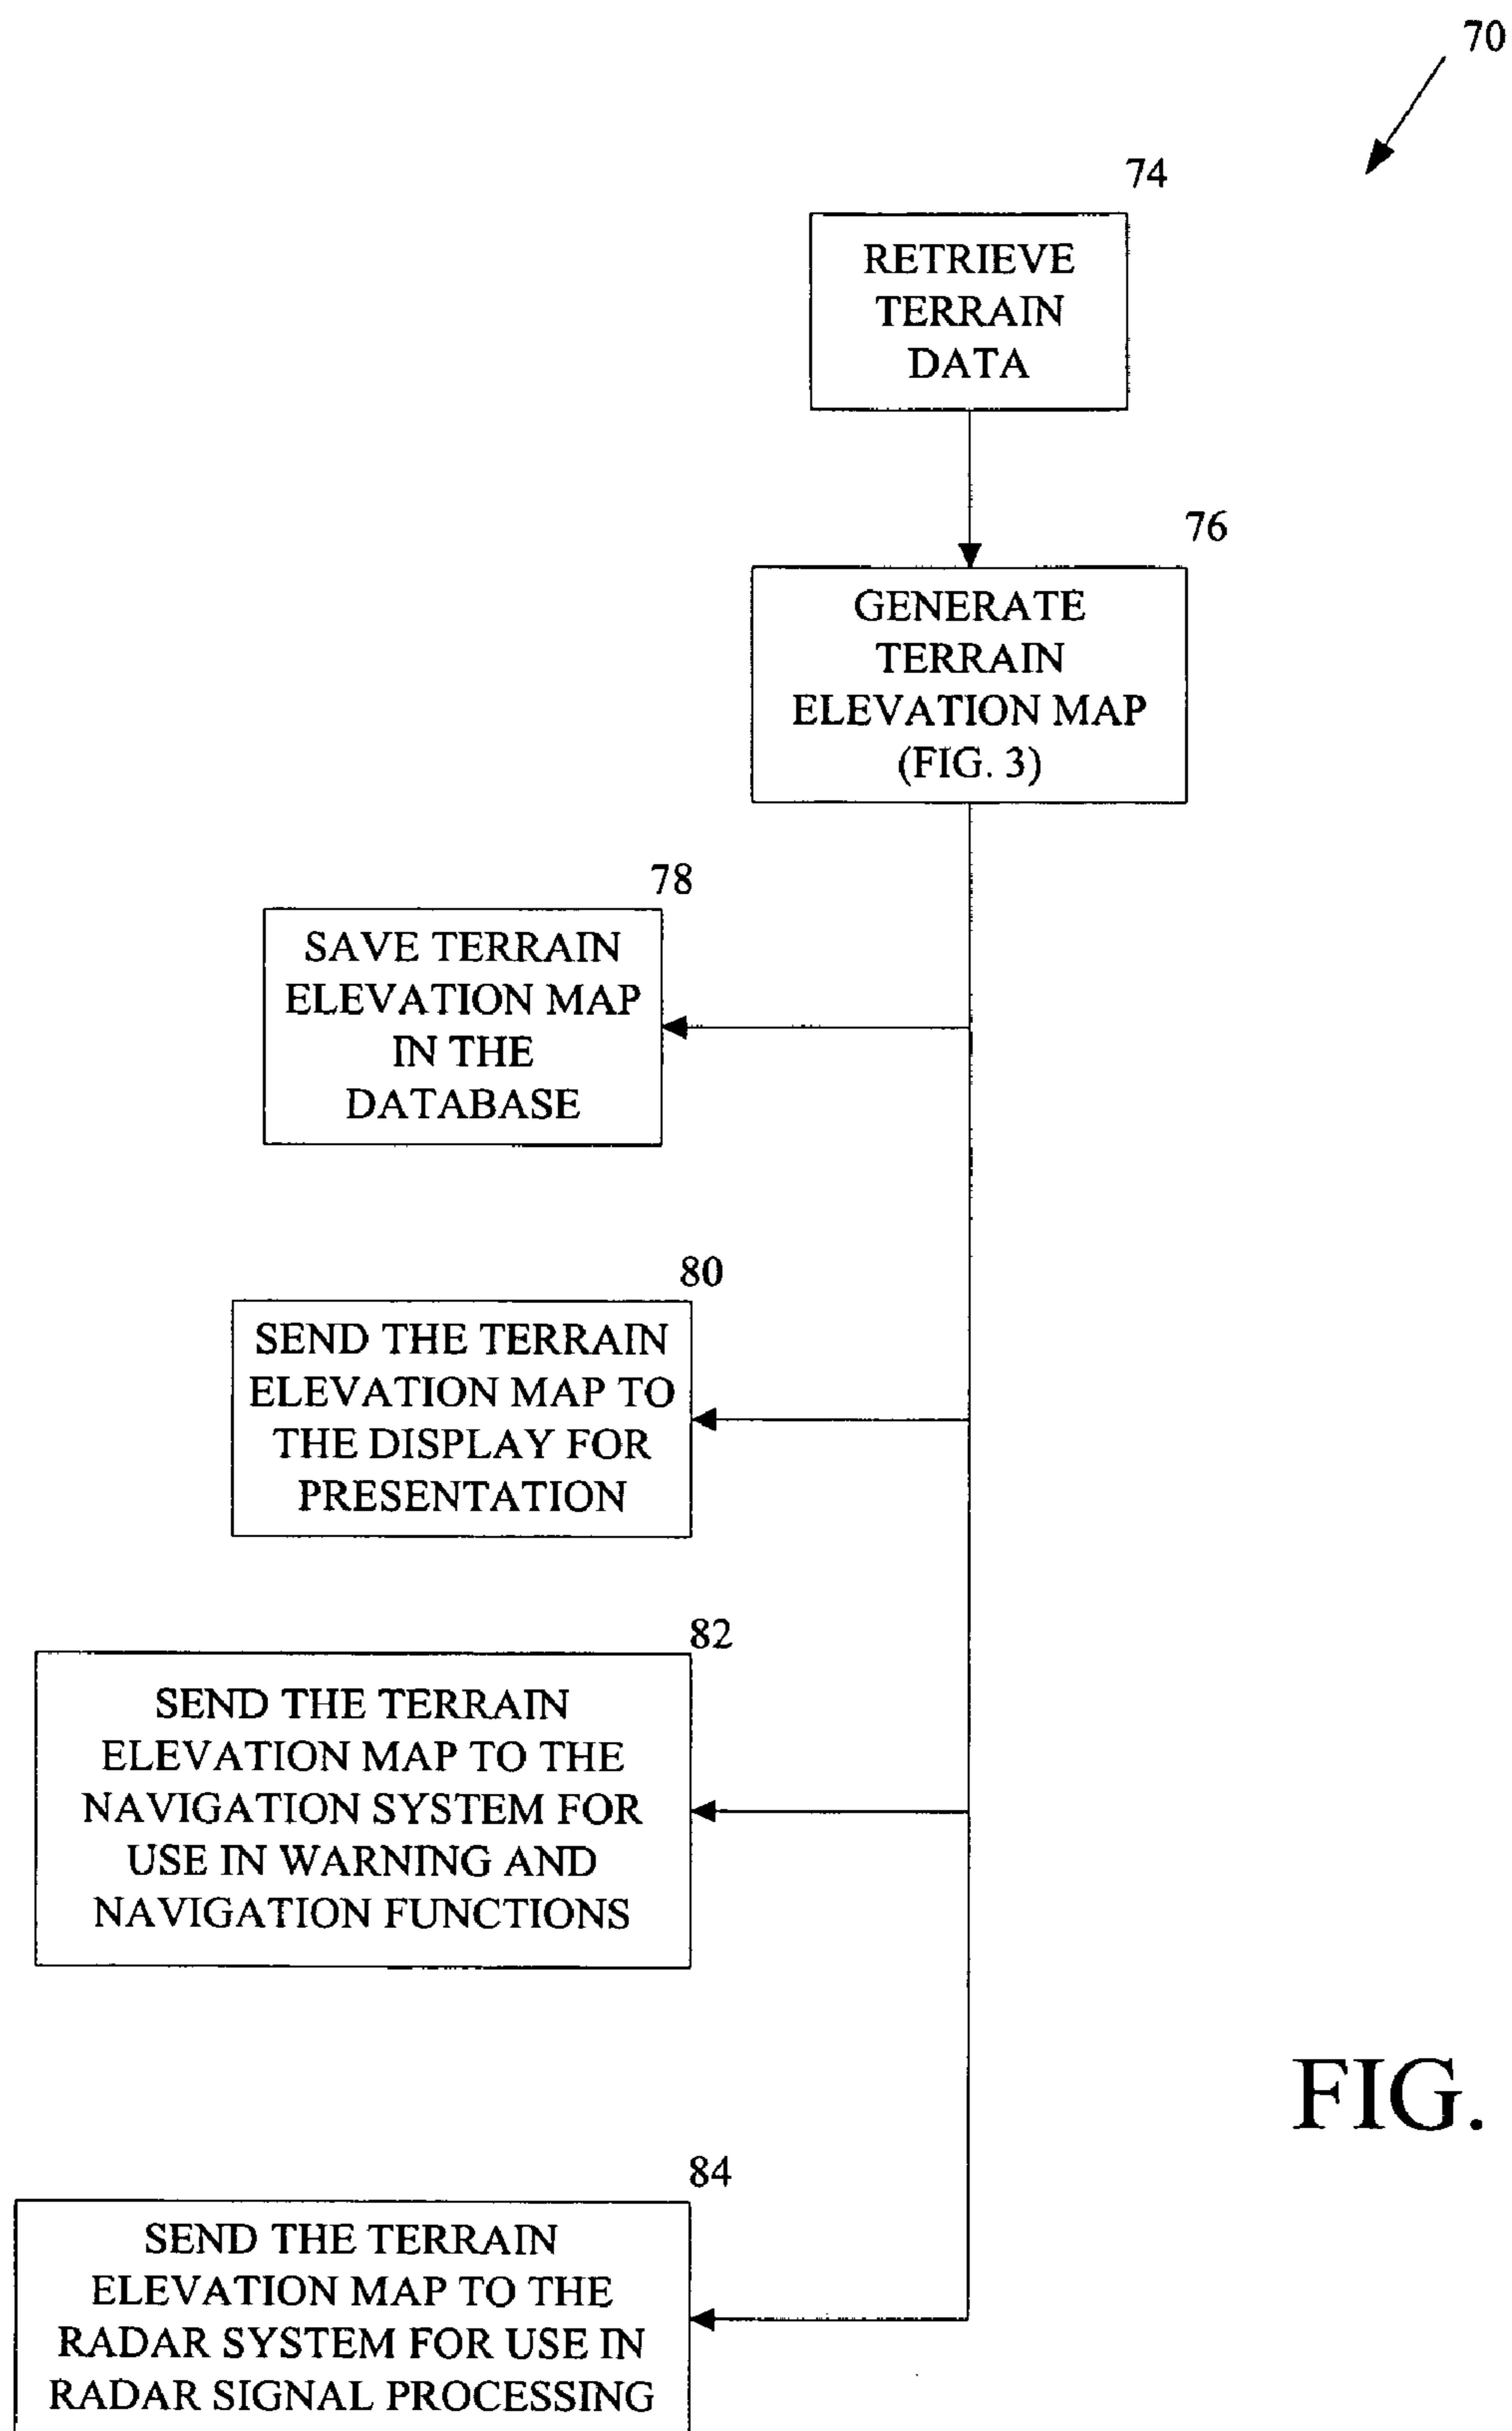 70
74
RETRIEVE
TERRAIN
DATA
76
GENERATE
TERRAIN
ELEVATION MAP
(FIG. 3)
78
SAVE TERRAIN
ELEVATION MAP
IN THE
DATABASE
80
SEND THE TERRAIN
ELEVATION MAP TO
THE DISPLAY FOR
PRESENTATION
82
SEND THE TERRAIN
ELEVATION MAP TO THE
NAVIGATION SYSTEM FOR
USE IN WARNING AND
NAVIGATION FUNCTIONS
FIG.
84
SEND THE TERRAIN
ELEVATION MAP TO THE
RADAR SYSTEM FOR USE IN
RADAR SIGNAL PROCESSING